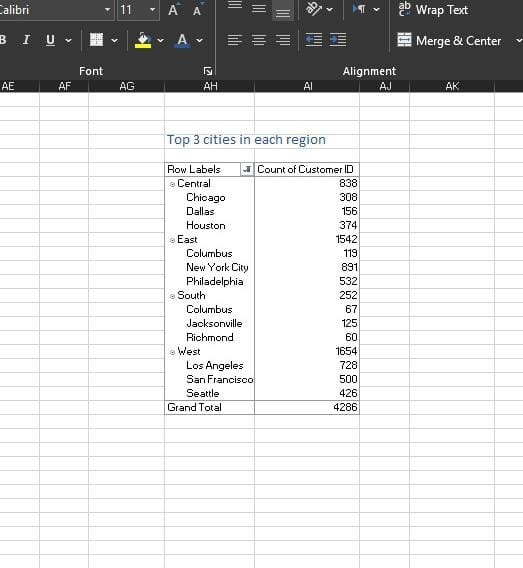 Calibri 11 A A ab Wrap Text
B I U A Merge & Center
Font Alignment
AE AF AG AH AI AJ AK
Top 3 cities in each region
Row Labels Count of Customer ID
Central 838
Chicago 308
Dallas 156
Houston 374
East 1542
Columbus 119
New York City 891
Philadelphia 532
South 252
Columbus 67
Jacksonville 125
Richmond 60
West 1654
Los Angeles 728
San Francisco 500
Seattle 426
Grand Total 4286